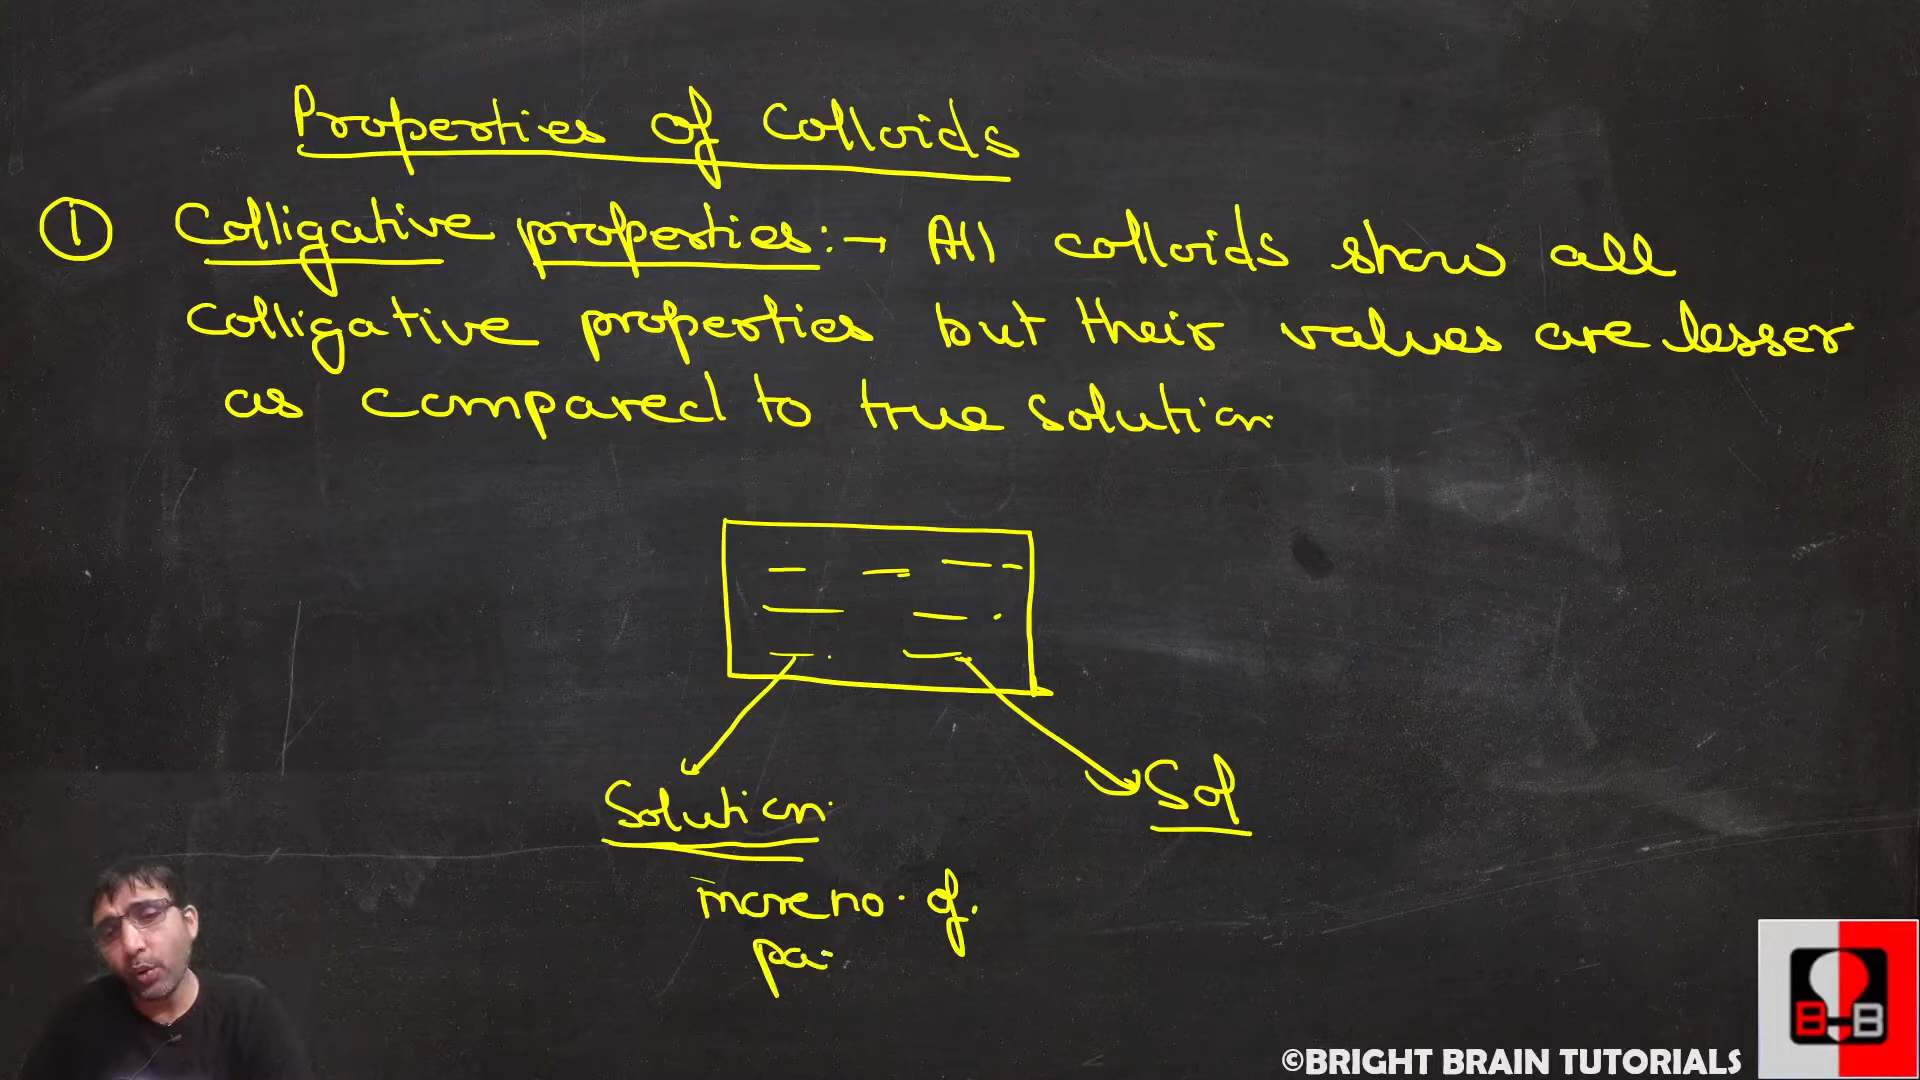 Properties of Colloids
① Colligative properties:→ All colloids show all
colligative properties but their values are lesser
as compared to true solution.
Solution.
Sol
more no. of.
pa
B B
©BRIGHT BRAIN TUTORIALS